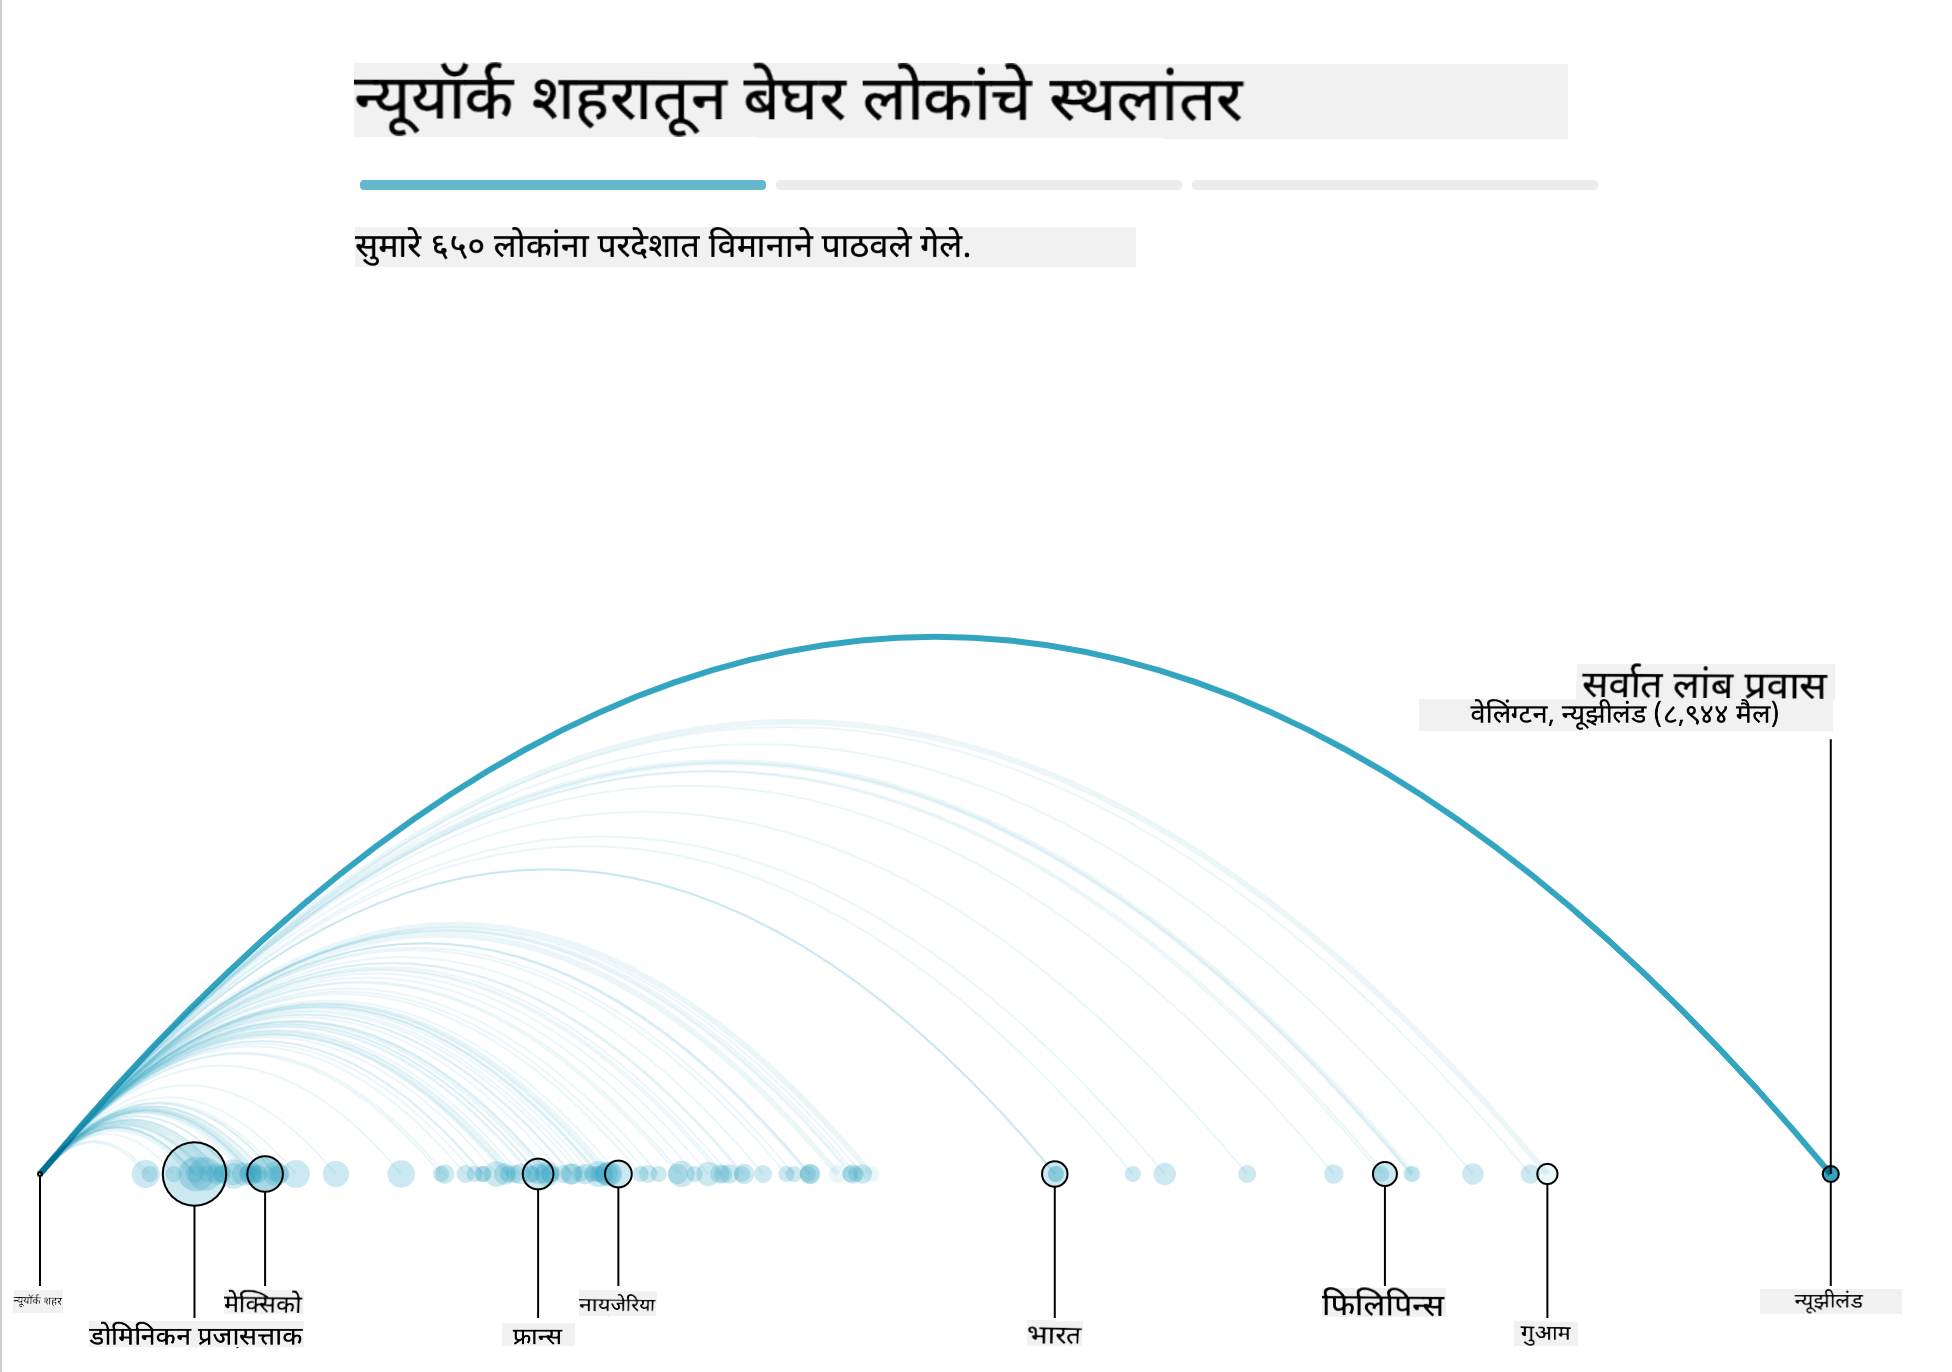 न्यूयॉर्क शहरातून बेघर लोकांचे स्थलांतर
सुमारे ६५० लोकांना परदेशात विमानाने पाठवले गेले.
सर्वात लांब प्रवास
वेलिंग्टन, न्यूझीलंड (८,९४४ मैल)
न्यूयॉर्क शहर
मेक्सिको
डोमिनिकन प्रजासत्ताक
फ्रान्स
नायजेरिया
भारत
फिलिपिन्स
गुआम
न्यूझीलंड